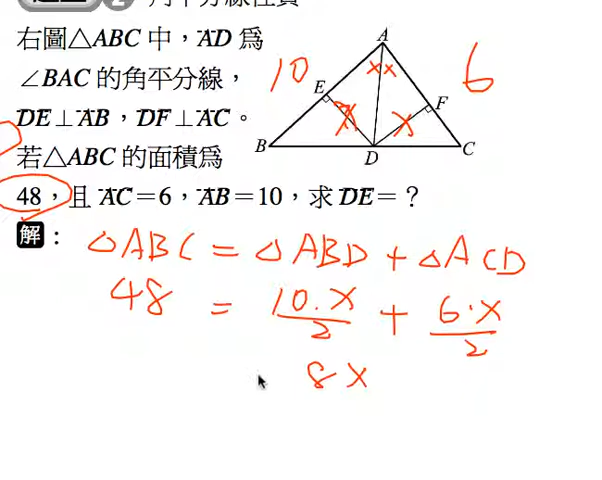 右圖△ABC 中，AD 為
∠BAC 的角平分線，
DE⊥AB，DF⊥AC。
若△ABC 的面積為
48，且 AC＝6，AB＝10，求 DE＝？
10
6
A
E
F
B
D
C
x x
x
x
解：
△ABC = △ABD + △ACD
48 = 10·x/2 + 6·x/2
8x